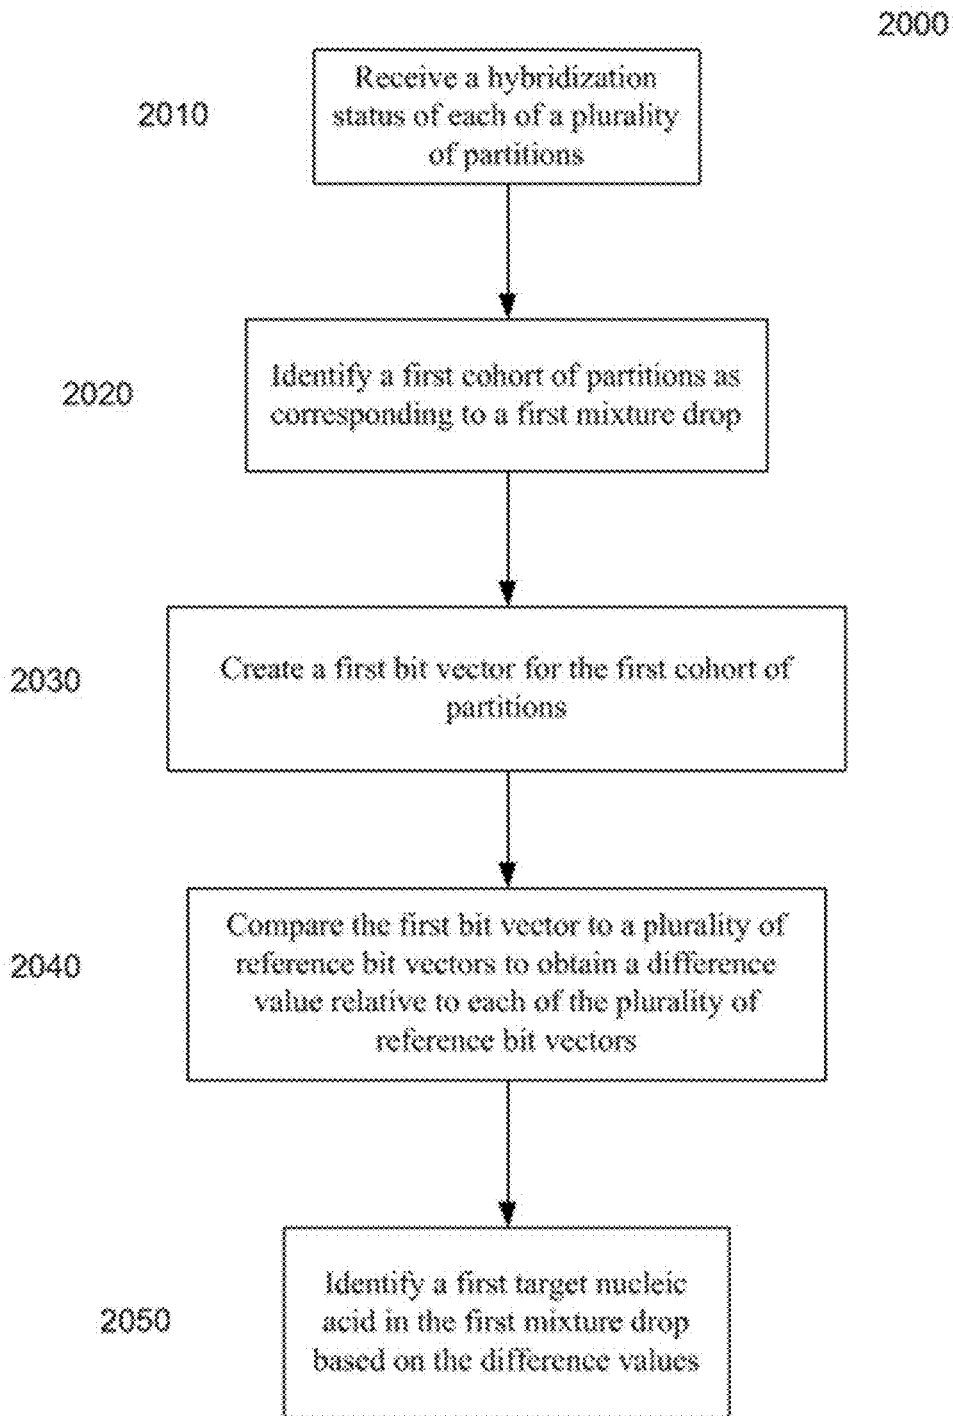 2000
2010
Receive a hybridization
status of each of a plurality
of partitions
2020
Identify a first cohort of partitions as
corresponding to a first mixture drop
2030
Create a first bit vector for the first cohort of
partitions
2040
Compare the first bit vector to a plurality of
reference bit vectors to obtain a difference
value relative to each of the plurality of
reference bit vectors
2050
Identify a first target nucleic
acid in the first mixture drop
based on the difference values